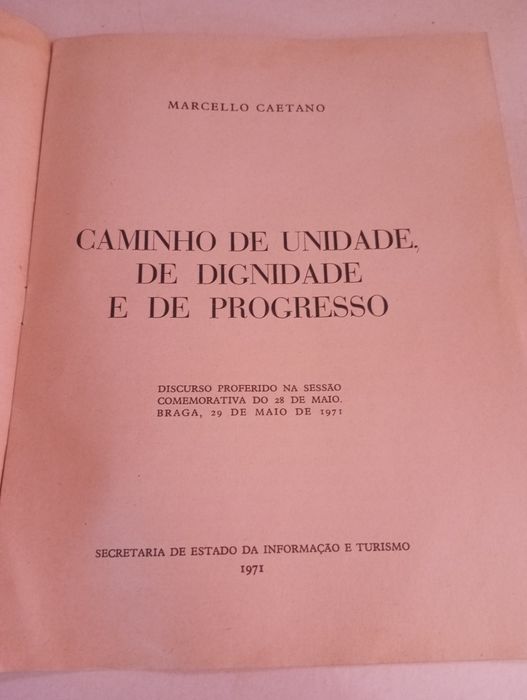 MARCELLO CAETANO
CAMINHO DE UNIDADE,
DE DIGNIDADE
E DE PROGRESSO
DISCURSO PROFERIDO NA SESSÃO
COMEMORATIVA DO 28 DE MAIO.
BRAGA, 29 DE MAIO DE 1971
SECRETARIA DE ESTADO DA INFORMAÇÃO E TURISMO
1971